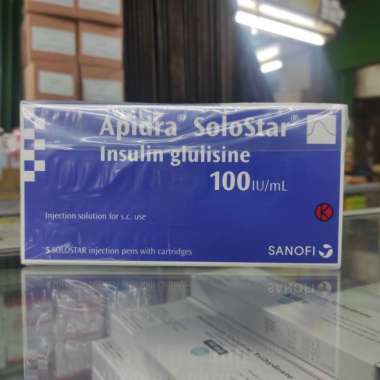 Apidra® SoloStar®
Insulin glulisine
100 IU/mL
Injection solution for s.c. use
K
5 SOLOSTAR injection pens with cartridges
SANOFI